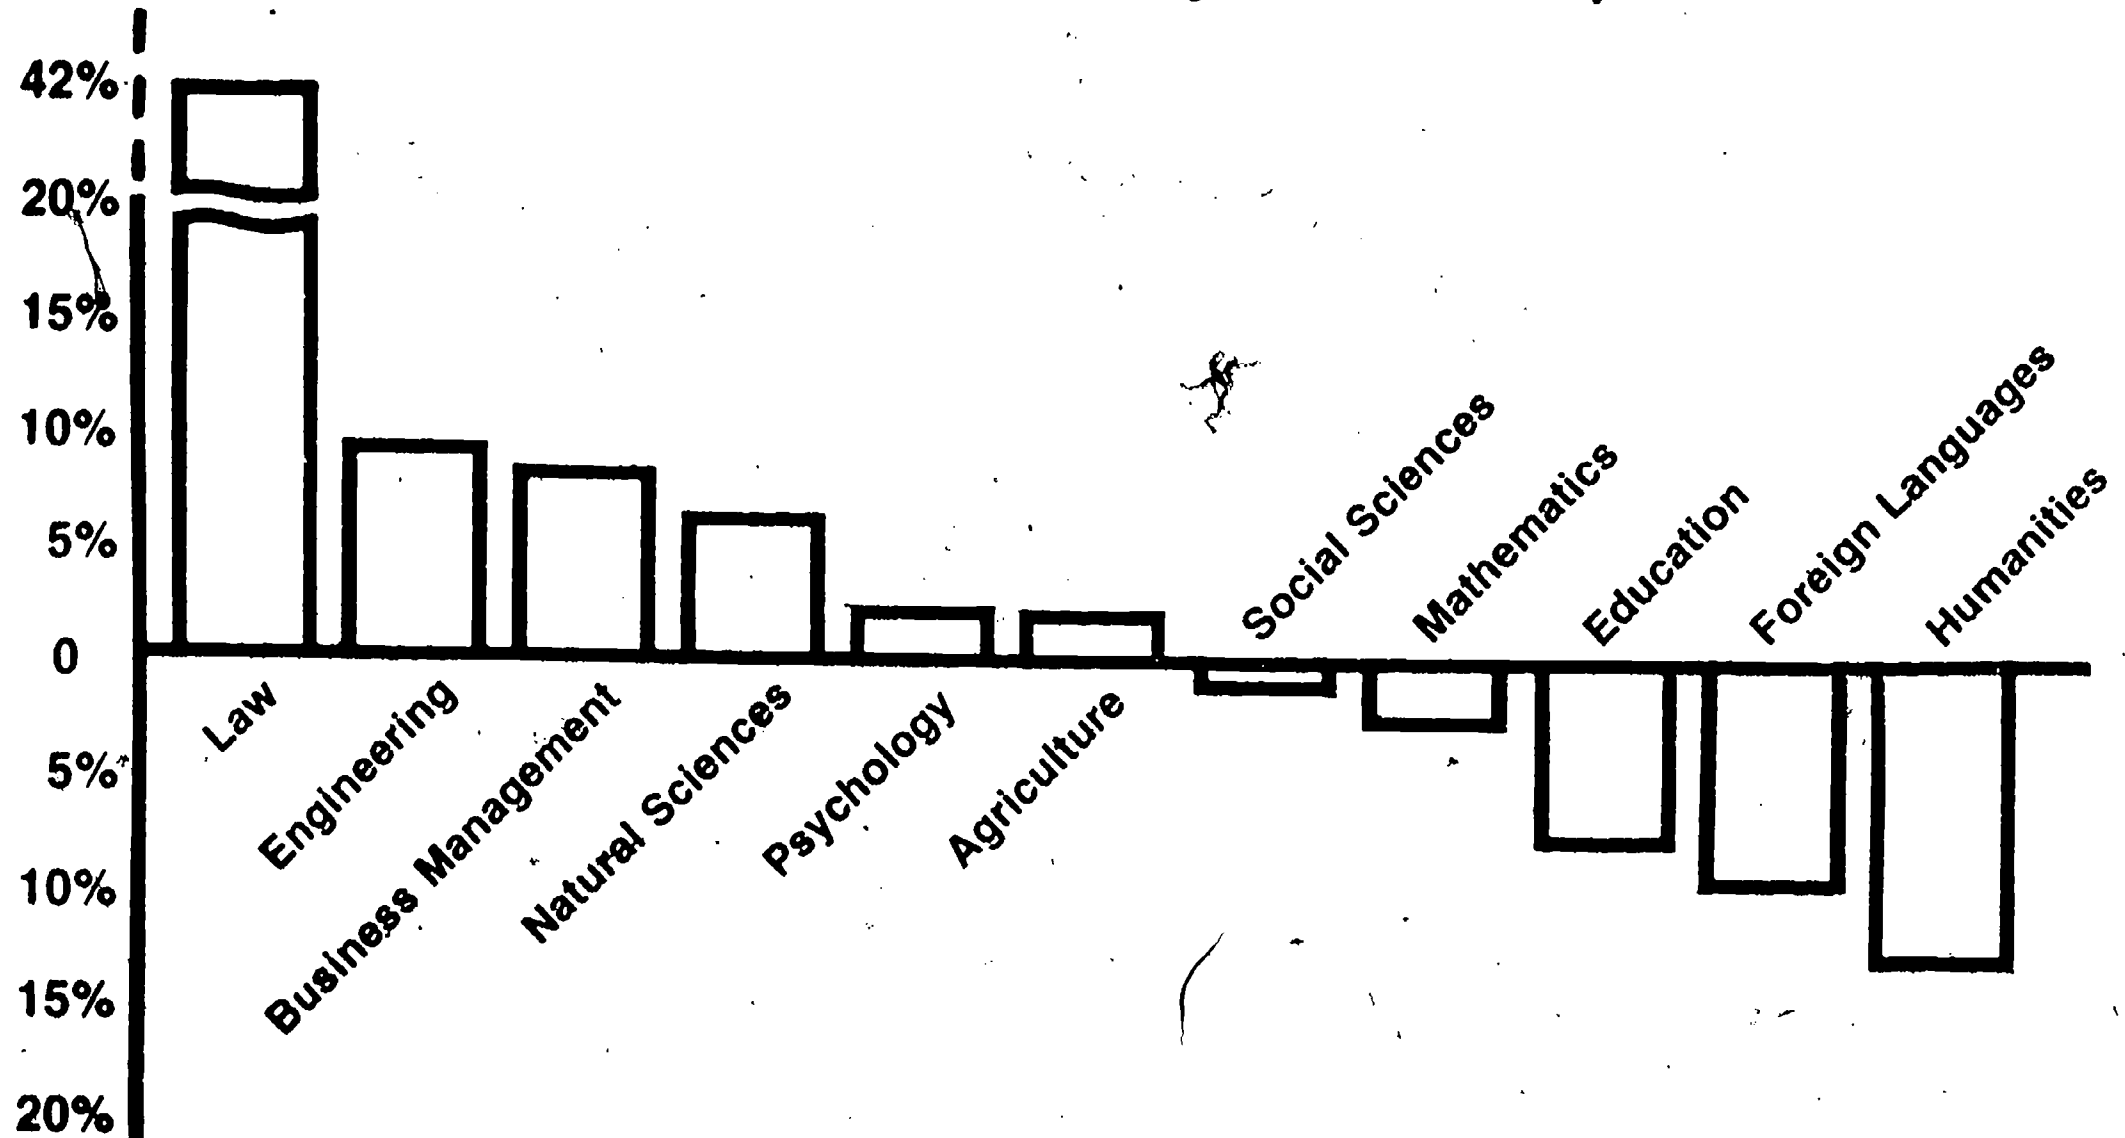 42%
20%
15%
10%
5%
0
5%
10%
15%
20%
Law
Engineering
Business Management
Natural Sciences
Psychology
Agriculture
Social Sciences
Mathematics
Education
Foreign Languages
Humanities